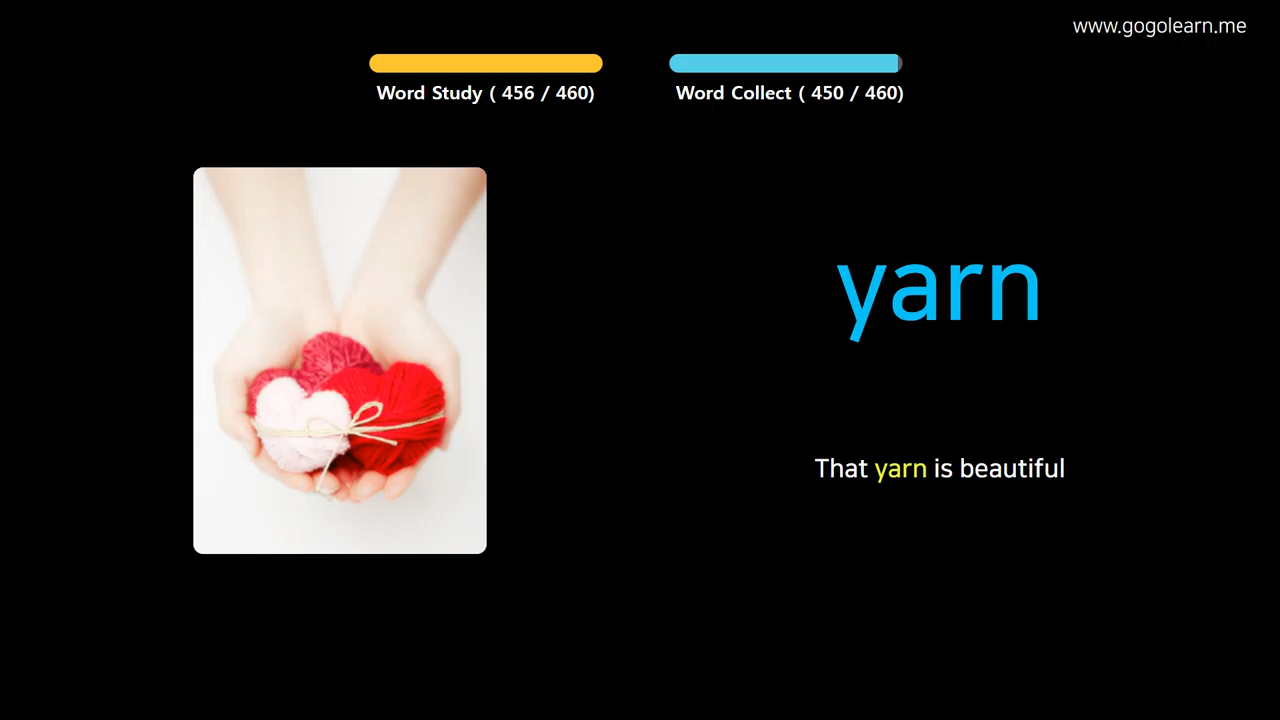 www.gogolearn.me
Word Study ( 456 / 460)
Word Collect ( 450 / 460)
yarn
That yarn is beautiful